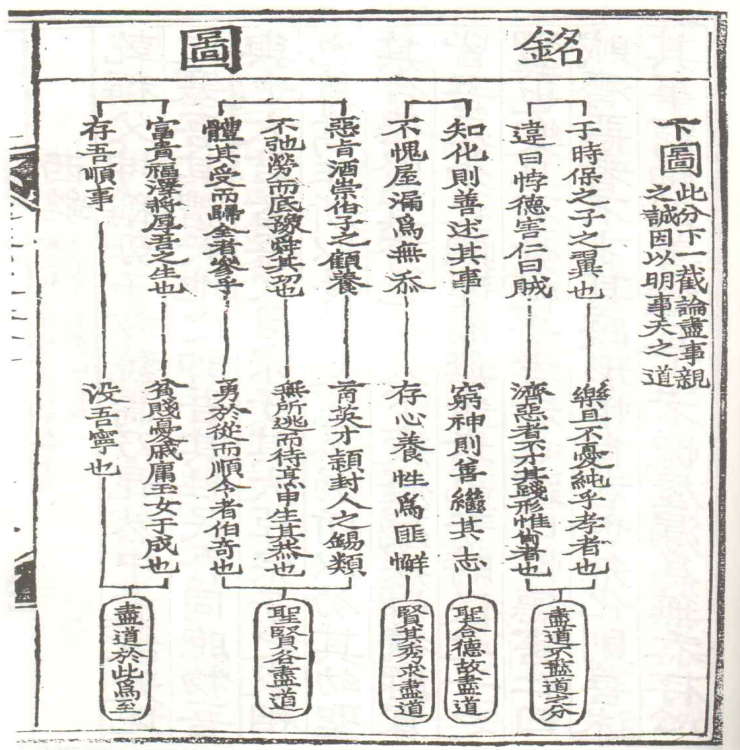 銘圖
下圖
此分下一截論盡事親
之誠因以明事天之道
于時保之子之翼也
樂且不憂純乎孝者也
違曰悖德害仁曰賊
濟惡者不才其踐形惟肖者也
盡道不盡道之分
知化則善述其事
窮神則善繼其志
聖合德故盡道
不愧屋漏爲無忝
存心養性爲匪懈
賢其秀求盡道
惡旨酒崇伯子之顧養
育英才穎封人之錫類
不弛勞而底豫舜其功也
無所逃而待烹申生其恭也
體其受而歸全者參乎
勇於從而順令者伯奇也
聖賢各盡道
富貴福澤將厚吾之生也
貧賤憂戚庸玉女于成也
存吾順事
没吾寧也
盡道於此爲至